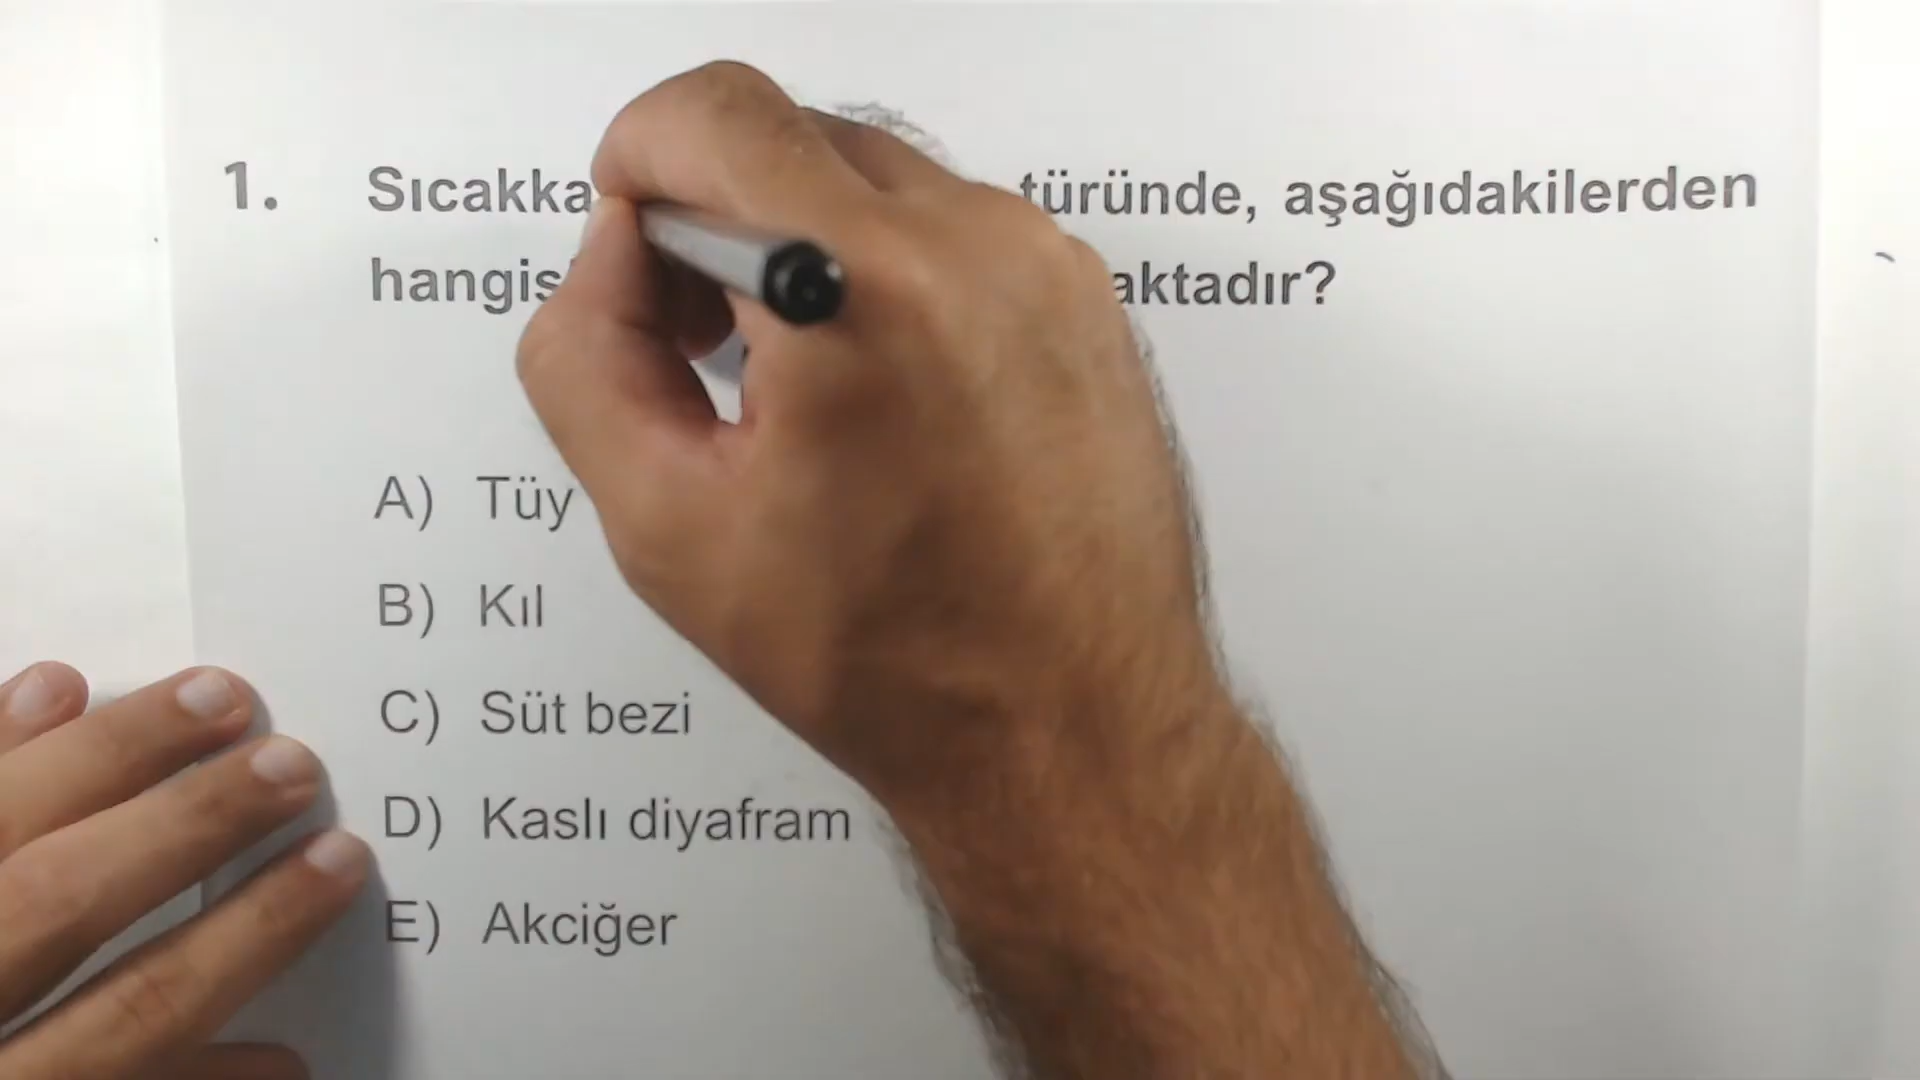 1. Sıcakka türünde, aşağıdakilerden
hangis aktadır?
A) Tüy
B) Kıl
C) Süt bezi
D) Kaslı diyafram
E) Akciğer